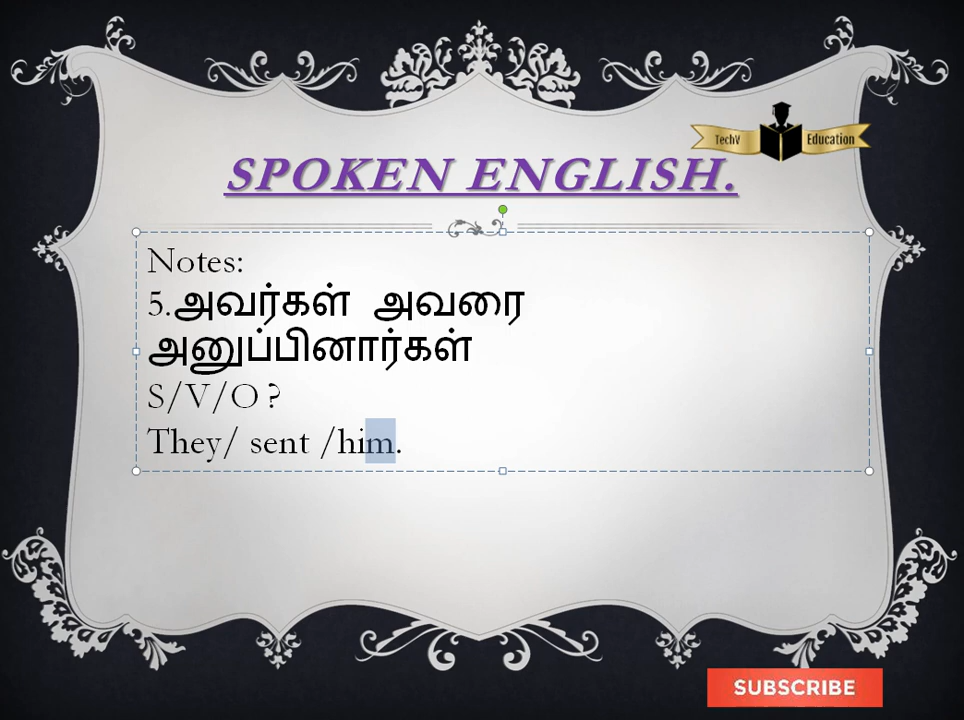 TechV Education
SPOKEN ENGLISH.
Notes:
5.அவர்கள் அவரை
அனுப்பினார்கள்
S/V/O ?
They/ sent /him.
SUBSCRIBE